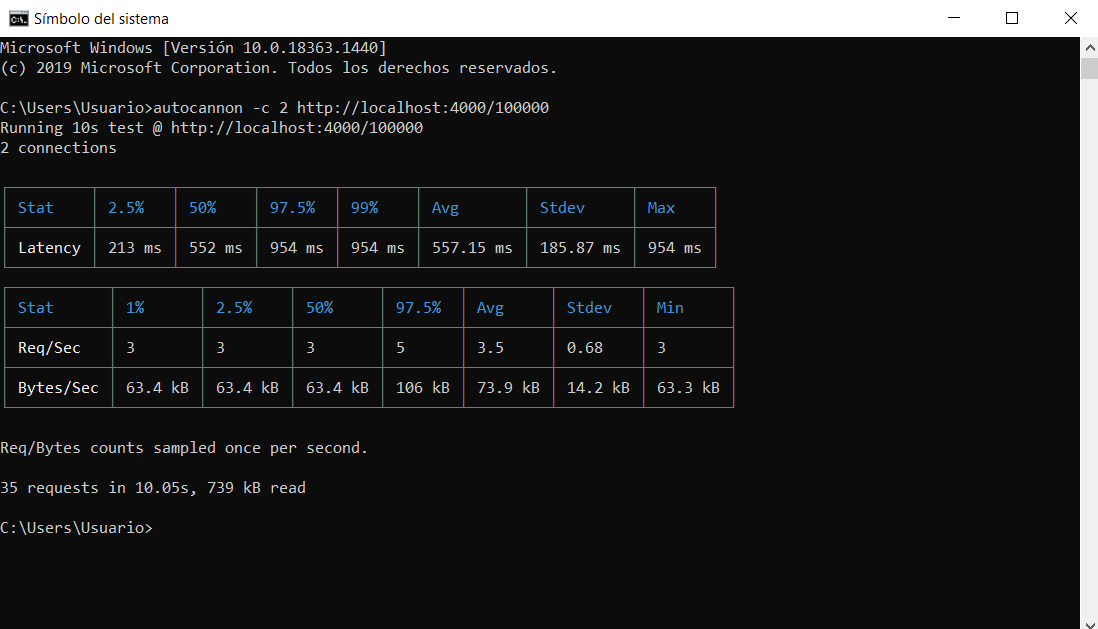 Símbolo del sistema
Microsoft Windows [Versión 10.0.18363.1440]
(c) 2019 Microsoft Corporation. Todos los derechos reservados.
C:\Users\Usuario>autocannon -c 2 http://localhost:4000/100000
Running 10s test @ http://localhost:4000/100000
2 connections
Stat 2.5% 50% 97.5% 99% Avg Stdev Max
Latency 213 ms 552 ms 954 ms 954 ms 557.15 ms 185.87 ms 954 ms
Stat 1% 2.5% 50% 97.5% Avg Stdev Min
Req/Sec 3 3 3 5 3.5 0.68 3
Bytes/Sec 63.4 kB 63.4 kB 63.4 kB 106 kB 73.9 kB 14.2 kB 63.3 kB
Req/Bytes counts sampled once per second.
35 requests in 10.05s, 739 kB read
C:\Users\Usuario>